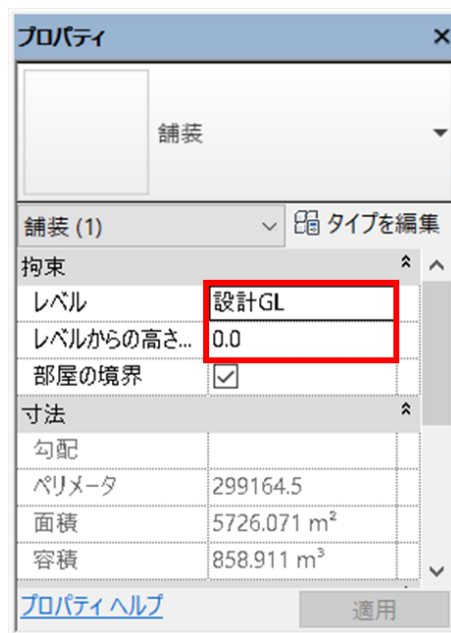 プロパティ ×
舗装
舗装 (1) タイプを編集
拘束
レベル 設計GL
レベルからの高さ... 0.0
部屋の境界
寸法
勾配
ペリメータ 299164.5
面積 5726.071 m²
容積 858.911 m³
プロパティ ヘルプ 適用